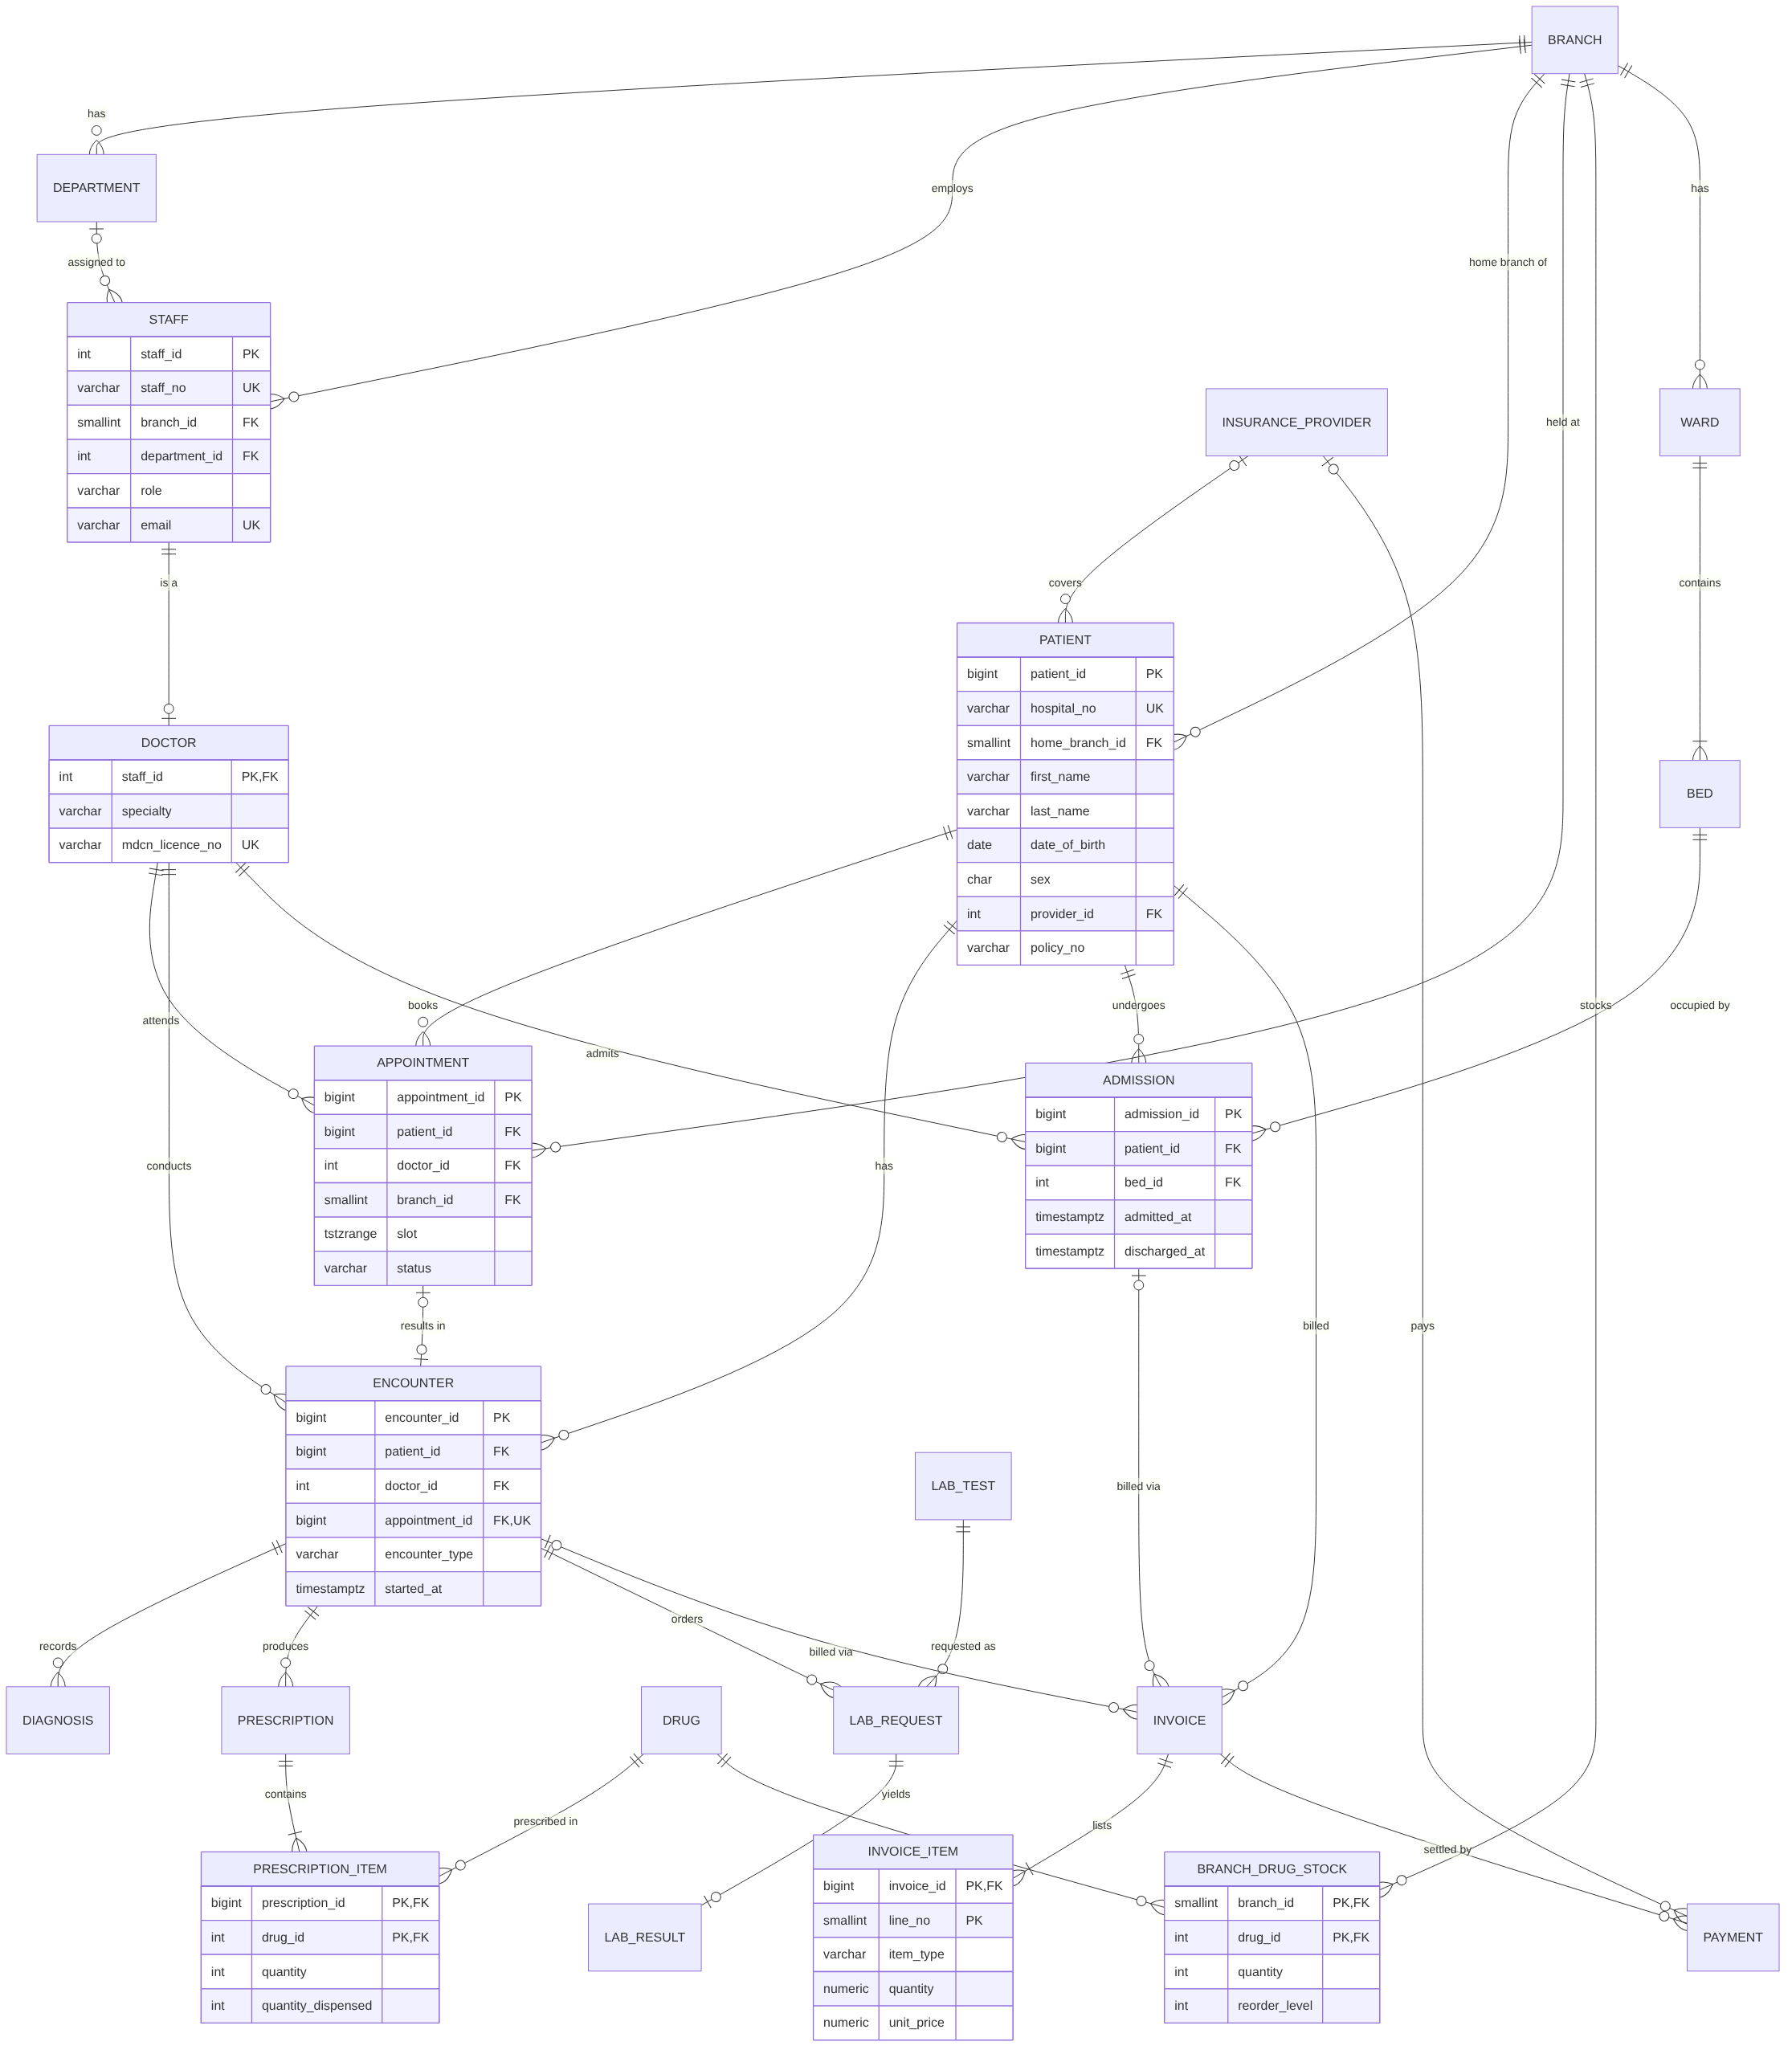 BRANCH
has
DEPARTMENT
employs
has
assigned to
home branch of
STAFF
int staff_id PK
varchar staff_no UK
smallint branch_id FK
int department_id FK
varchar role
varchar email UK
INSURANCE_PROVIDER
held at
WARD
is a
covers
contains
PATIENT
bigint patient_id PK
varchar hospital_no UK
smallint home_branch_id FK
varchar first_name
varchar last_name
date date_of_birth
char sex
int provider_id FK
varchar policy_no
DOCTOR
int staff_id PK,FK
varchar specialty
varchar mdcn_licence_no UK
BED
books
undergoes
stocks
occupied by
attends
admits
APPOINTMENT
bigint appointment_id PK
bigint patient_id FK
int doctor_id FK
smallint branch_id FK
tstzrange slot
varchar status
ADMISSION
bigint admission_id PK
bigint patient_id FK
int bed_id FK
timestamptz admitted_at
timestamptz discharged_at
conducts
has
results in
billed
pays
ENCOUNTER
bigint encounter_id PK
bigint patient_id FK
int doctor_id FK
bigint appointment_id FK,UK
varchar encounter_type
timestamptz started_at
LAB_TEST
billed via
records
produces
orders
billed via
requested as
DIAGNOSIS
PRESCRIPTION
DRUG
LAB_REQUEST
INVOICE
contains
prescribed in
yields
lists
settled by
PRESCRIPTION_ITEM
bigint prescription_id PK,FK
int drug_id PK,FK
int quantity
int quantity_dispensed
LAB_RESULT
INVOICE_ITEM
bigint invoice_id PK,FK
smallint line_no PK
varchar item_type
numeric quantity
numeric unit_price
BRANCH_DRUG_STOCK
smallint branch_id PK,FK
int drug_id PK,FK
int quantity
int reorder_level
PAYMENT